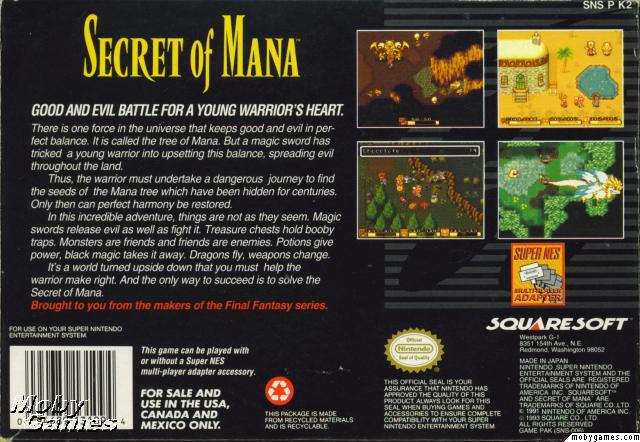 SNS P K2
SECRET OF MANA™
GOOD AND EVIL BATTLE FOR A YOUNG WARRIOR'S HEART.
There is one force in the universe that keeps good and evil in per-
fect balance. It is called the tree of Mana. But a magic sword has
tricked a young warrior into upsetting this balance, spreading evil
throughout the land.
Thus, the warrior must undertake a dangerous journey to find
the seeds of the Mana tree which have been hidden for centuries.
Only then can perfect harmony be restored.
In this incredible adventure, things are not as they seem. Magic
swords release evil as well as fight it. Treasure chests hold booby
traps. Monsters are friends and friends are enemies. Potions give
power, black magic takes it away. Dragons fly, weapons change.
It's a world turned upside down that you must help the
warrior make right. And the only way to succeed is to solve the
Secret of Mana.
Brought to you from the makers of the Final Fantasy series.
Chocolate
SUPER NES
MULTI-PLAYER
ADAPTER
FOR USE ON YOUR SUPER NINTENDO
ENTERTAINMENT SYSTEM.
This game can be played with
or without a Super NES
multi-player adapter accessory.
FOR SALE AND
USE IN THE USA,
CANADA AND
MEXICO ONLY.
THIS PACKAGE IS MADE
FROM RECYCLED MATERIALS
AND IS RECYCLABLE.
Official
Nintendo
Seal of Quality
THIS OFFICIAL SEAL IS YOUR
ASSURANCE THAT NINTENDO HAS
APPROVED THE QUALITY OF THIS
PRODUCT. ALWAYS LOOK FOR THIS
SEAL WHEN BUYING GAMES AND
ACCESSORIES TO ENSURE COMPLETE
COMPATIBILITY WITH YOUR SUPER
NINTENDO ENTERTAINMENT SYSTEM.
SQUARESOFT™
Westpark G-1
8351 154th Ave., N.E.
Redmond, Washington 98052
MADE IN JAPAN
NINTENDO, SUPER NINTENDO
ENTERTAINMENT SYSTEM AND THE
OFFICIAL SEALS ARE REGISTERED
TRADEMARKS OF NINTENDO OF
AMERICA INC. SQUARESOFT™
AND SECRET OF MANA™ ARE
TRADEMARKS OF SQUARE CO.,LTD.
© 1991 NINTENDO OF AMERICA INC.
© 1993 SQUARE CO., LTD.
ALL RIGHTS RESERVED
GAME PAK (SNS-006)
Moby
Games
mobygames.com